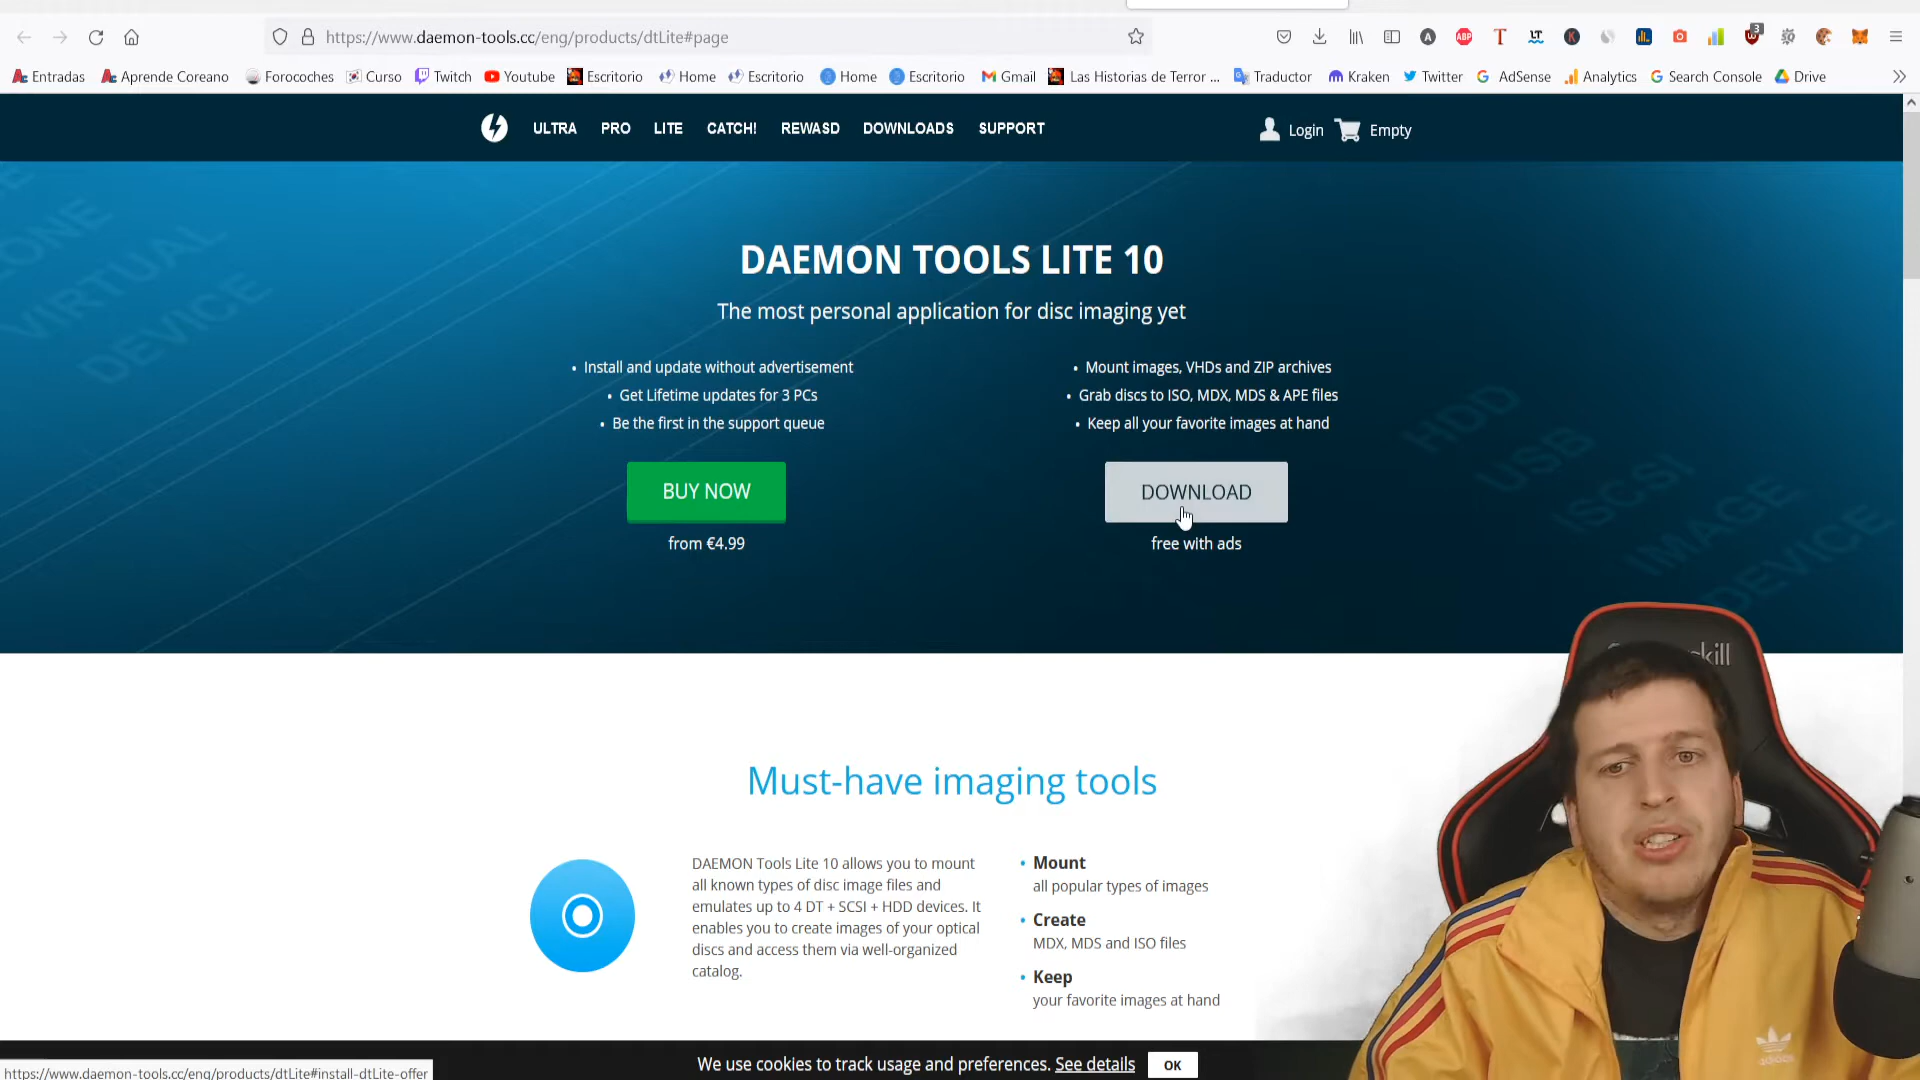 https://www.daemon-tools.cc/eng/products/dtLite#page
Entradas Aprende Coreano Forocoches Curso Twitch Youtube Escritorio Home Escritorio Home Escritorio Gmail Las Historias de Terror ... Traductor Kraken Twitter AdSense Analytics Search Console Drive
ULTRA PRO LITE CATCH! REWASD DOWNLOADS SUPPORT Login Empty
VIRTUAL
DEVICE
DAEMON TOOLS LITE 10
The most personal application for disc imaging yet
• Install and update without advertisement
• Get Lifetime updates for 3 PCs
• Be the first in the support queue
BUY NOW
from €4.99
• Mount images, VHDs and ZIP archives
• Grab discs to ISO, MDX, MDS & APE files
• Keep all your favorite images at hand
DOWNLOAD
free with ads
HDD
USB
ISCSI
IMAGE
DEVICE
Must-have imaging tools
DAEMON Tools Lite 10 allows you to mount
all known types of disc image files and
emulates up to 4 DT + SCSI + HDD devices. It
enables you to create images of your optical
discs and access them via well-organized
catalog.
• Mount
all popular types of images
• Create
MDX, MDS and ISO files
• Keep
your favorite images at hand
adidas
We use cookies to track usage and preferences. See details OK
https://www.daemon-tools.cc/eng/products/dtLite#install-dtLite-offer